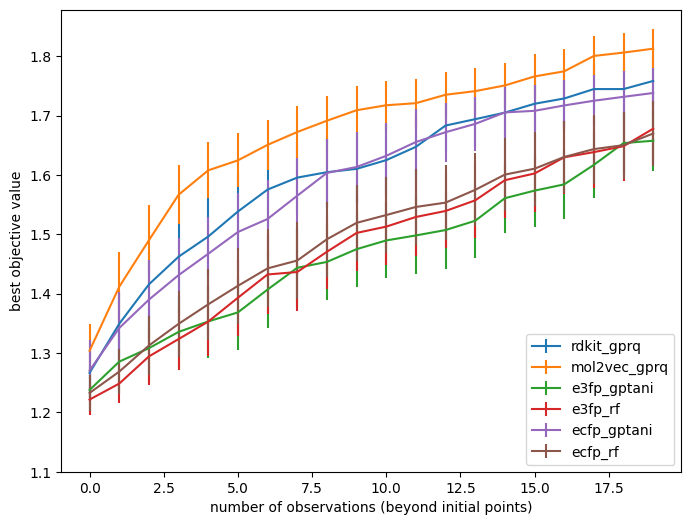 best objective value
1.8
1.7
1.6
1.5
1.4
1.3
1.2
1.1
0.0 2.5 5.0 7.5 10.0 12.5 15.0 17.5
number of observations (beyond initial points)
rdkit_gprq
mol2vec_gprq
e3fp_gptani
e3fp_rf
ecfp_gptani
ecfp_rf